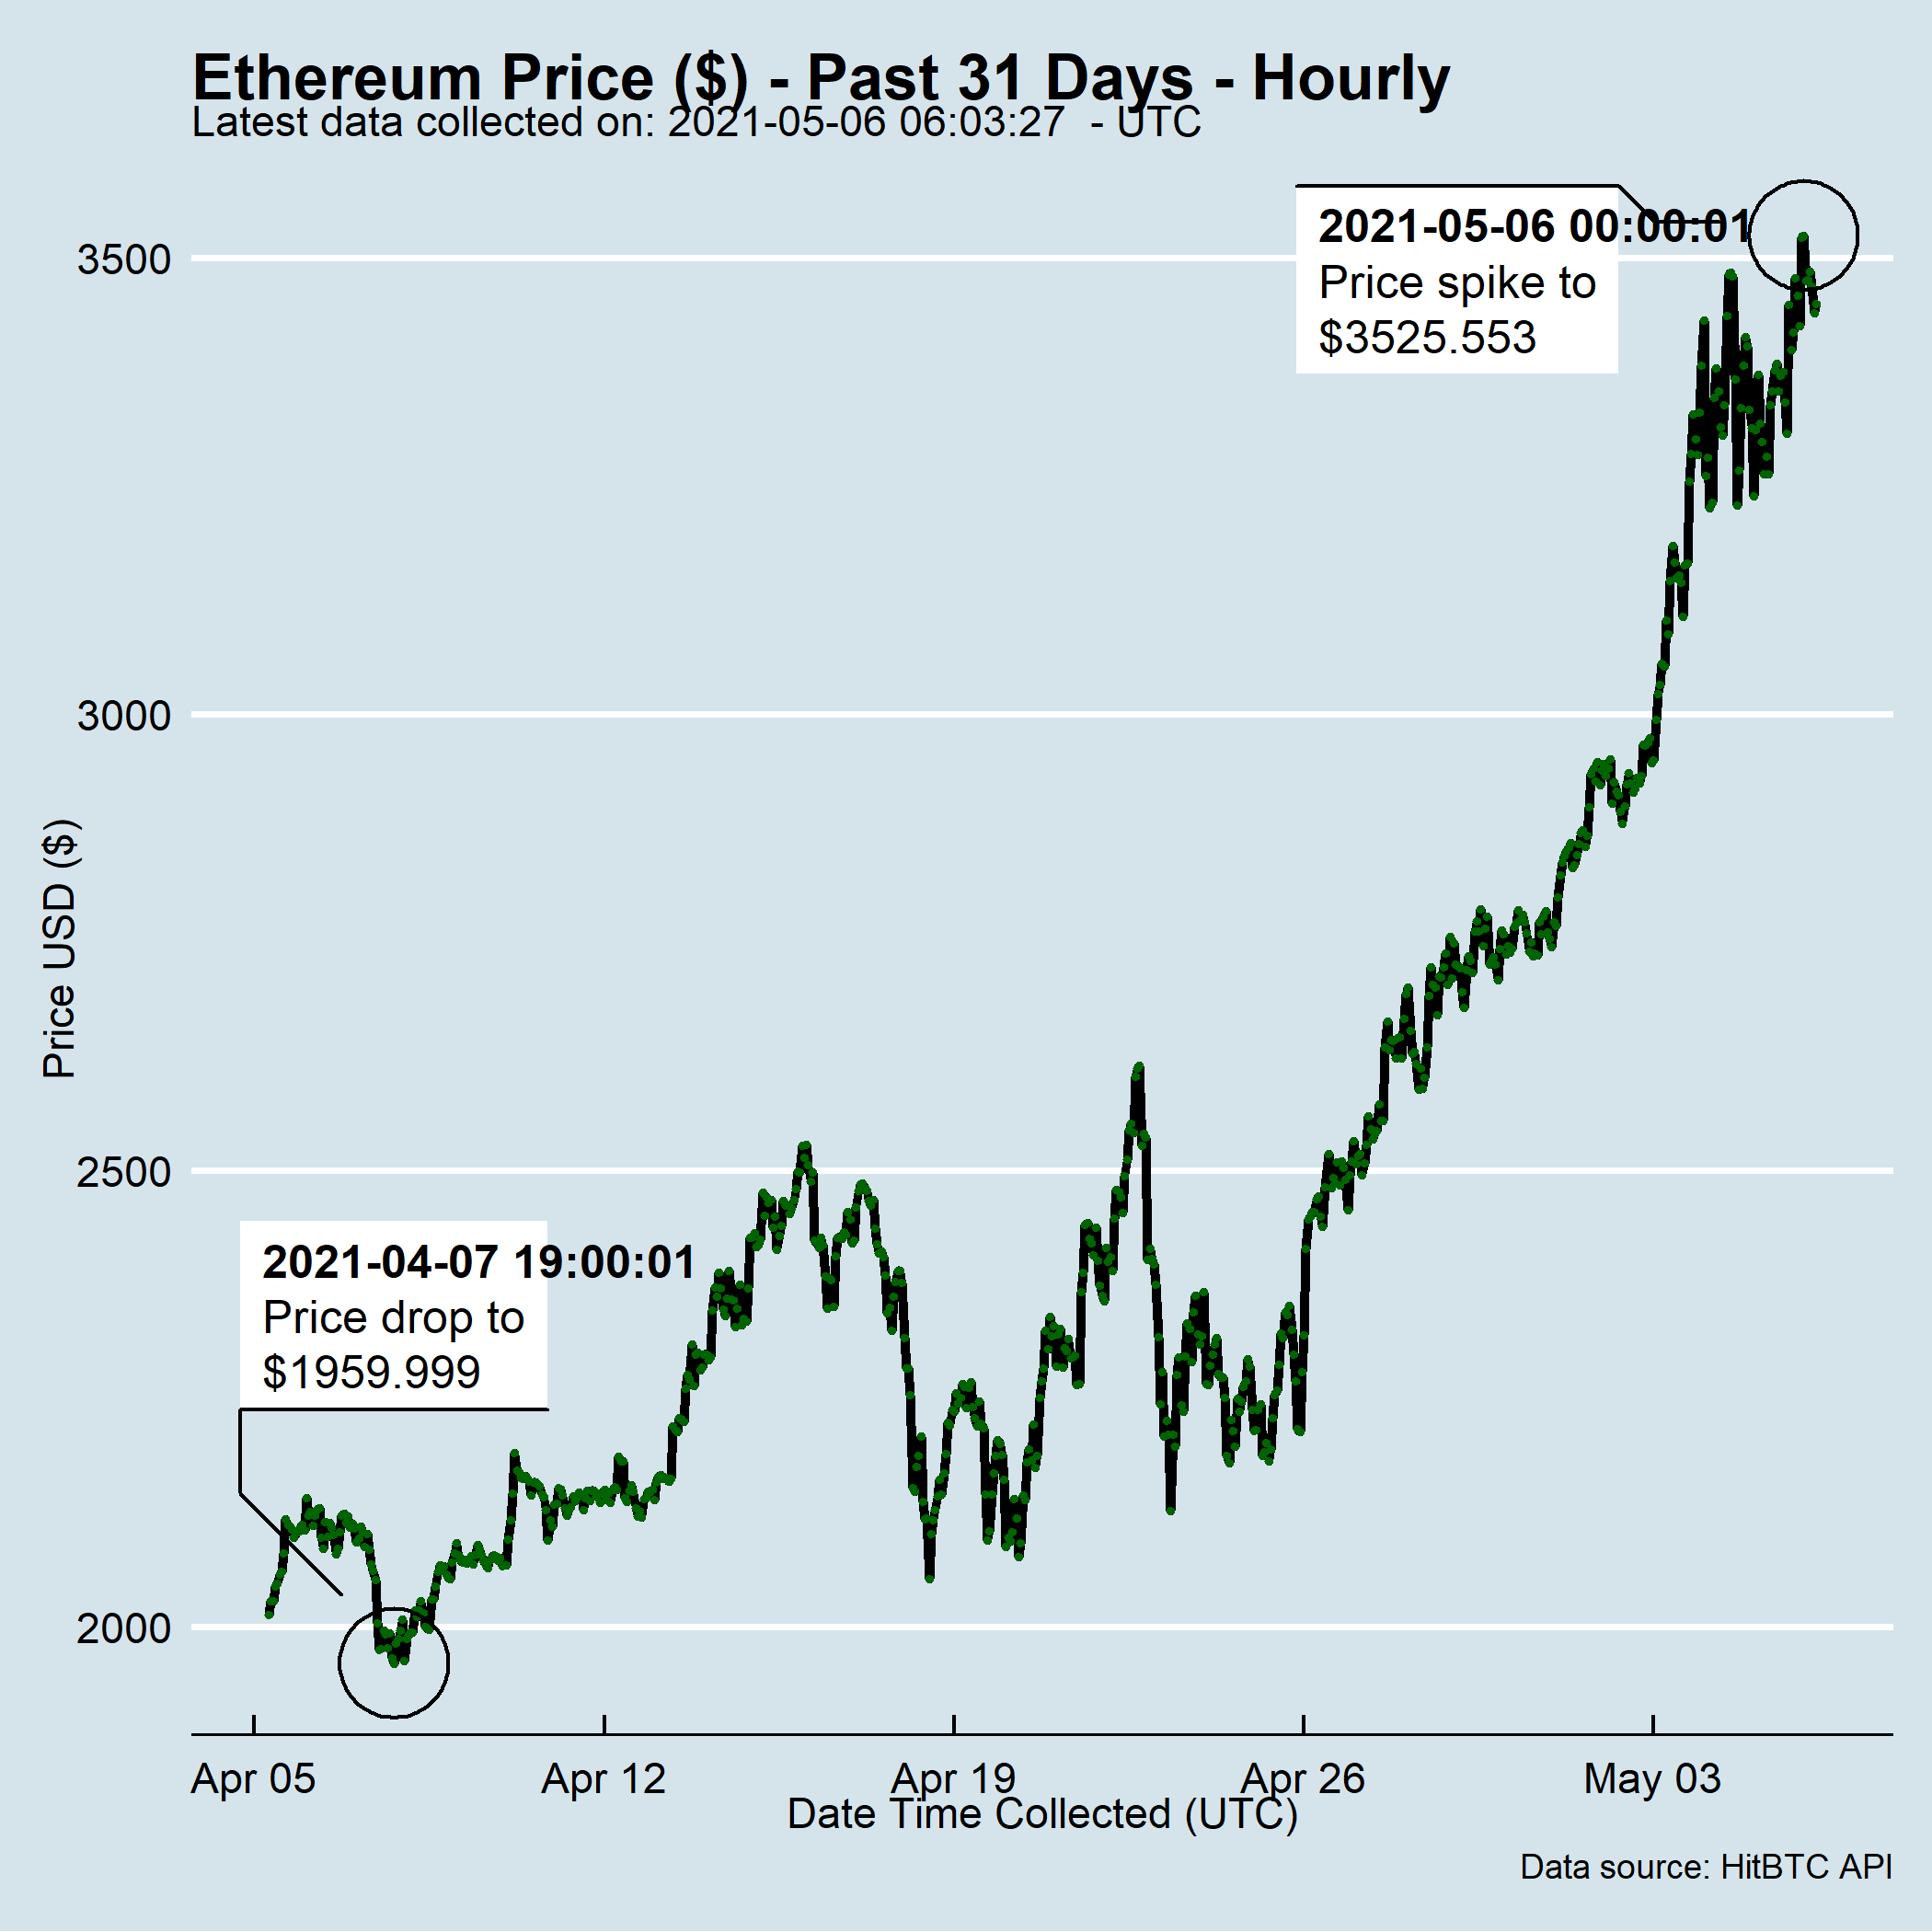 Ethereum Price ($) - Past 31 Days - Hourly
Latest data collected on: 2021-05-06 06:03:27  - UTC
2021-05-06 00:00:01
Price spike to
$3525.553
3500
3000
2500
2000
Price USD ($)
2021-04-07 19:00:01
Price drop to
$1959.999
Apr 05
Apr 12
Apr 19
Apr 26
May 03
Date Time Collected (UTC)
Data source: HitBTC API